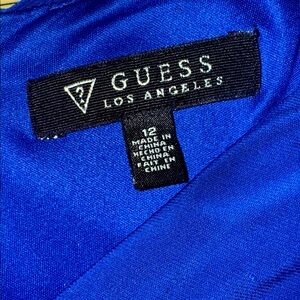 ?
GUESS
LOS ANGELES
12
MADE IN
CHINA
HECHO EN
CHINA
FAIT EN
CHINE